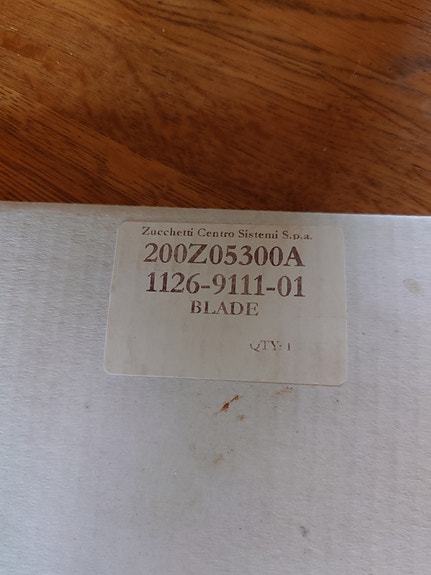 Zucchetti Centro Sistemi S.p.a.
200Z05300A
1126-9111-01
BLADE
QTY: 1